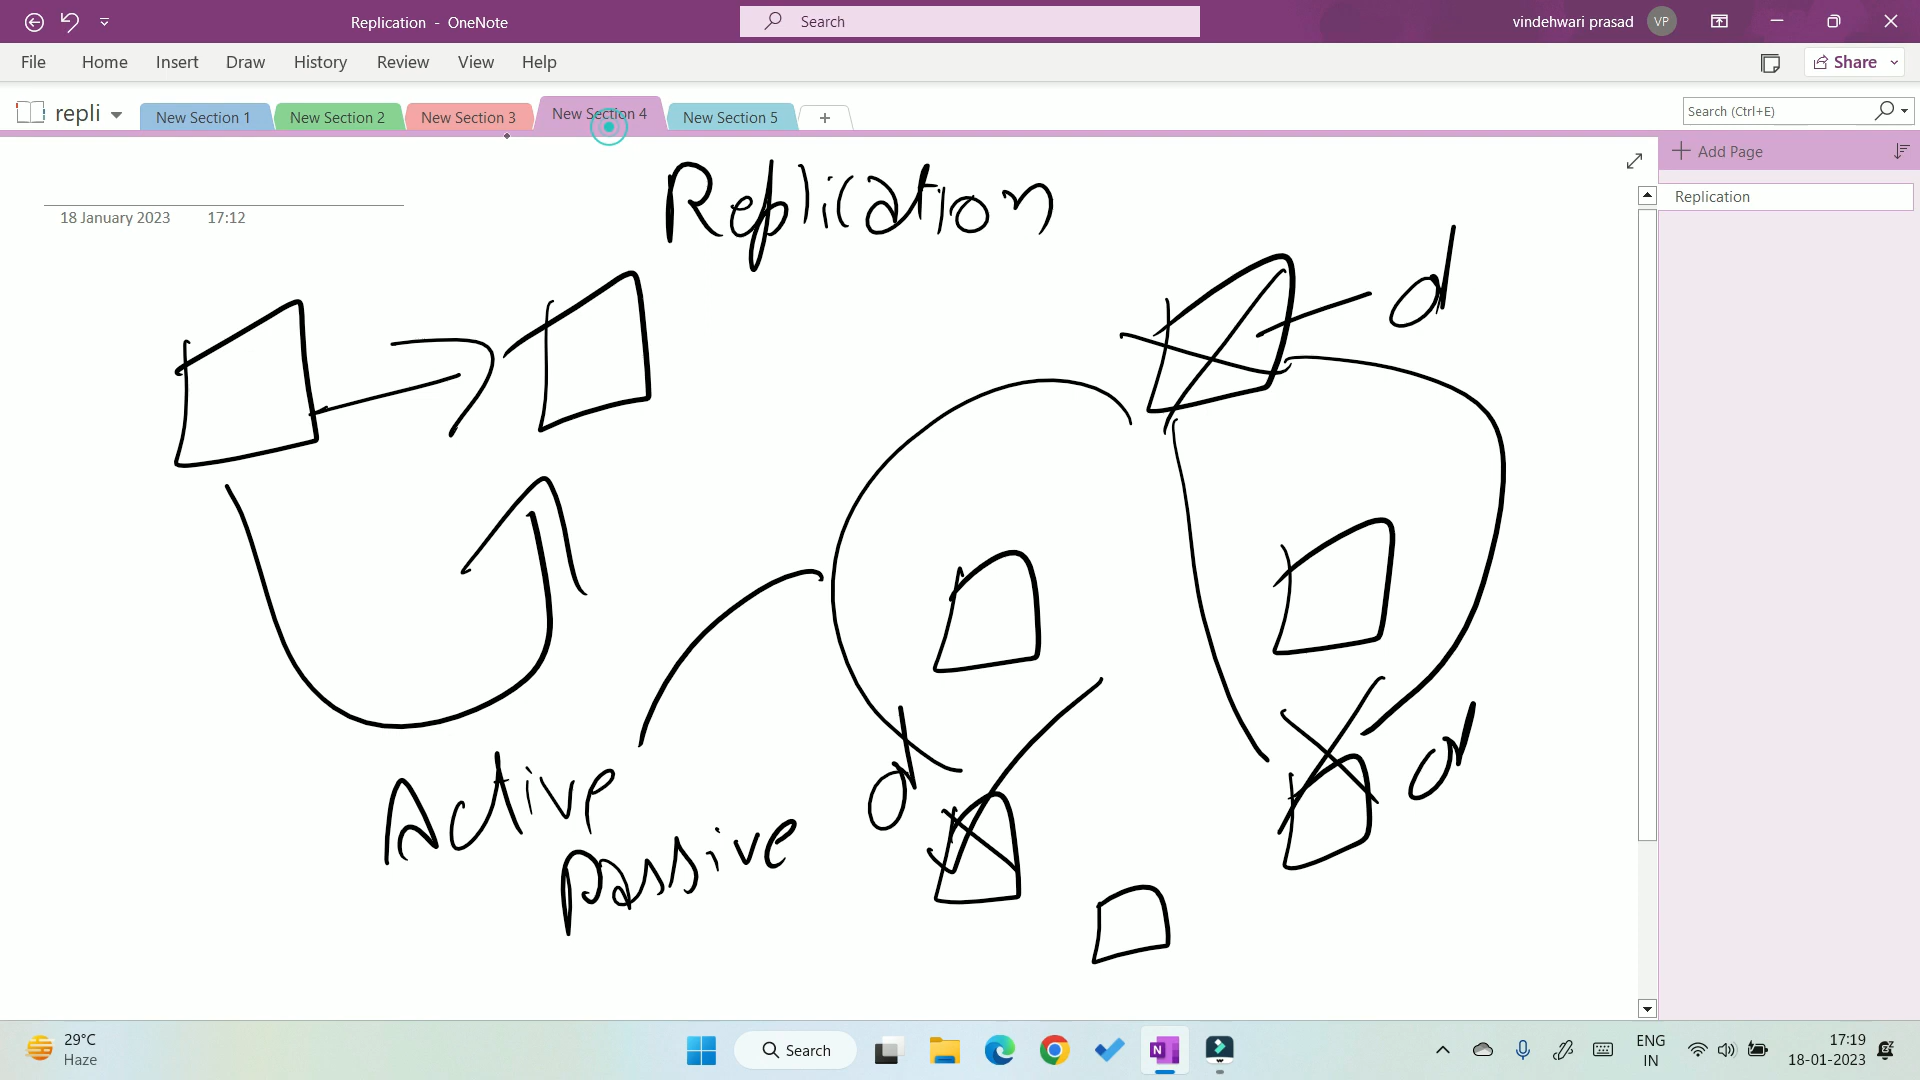 Replication - OneNote
Search
vindehwari prasad
VP
File Home Insert Draw History Review View Help
Share
repli
New Section 1
New Section 2
New Section 3
New Section 4
New Section 5
+
Search (Ctrl+E)
Add Page
Replication
18 January 2023 17:12
Replication
d
d
d
Active
Passive
29°C
Haze
Search
ENG
IN
17:19
18-01-2023